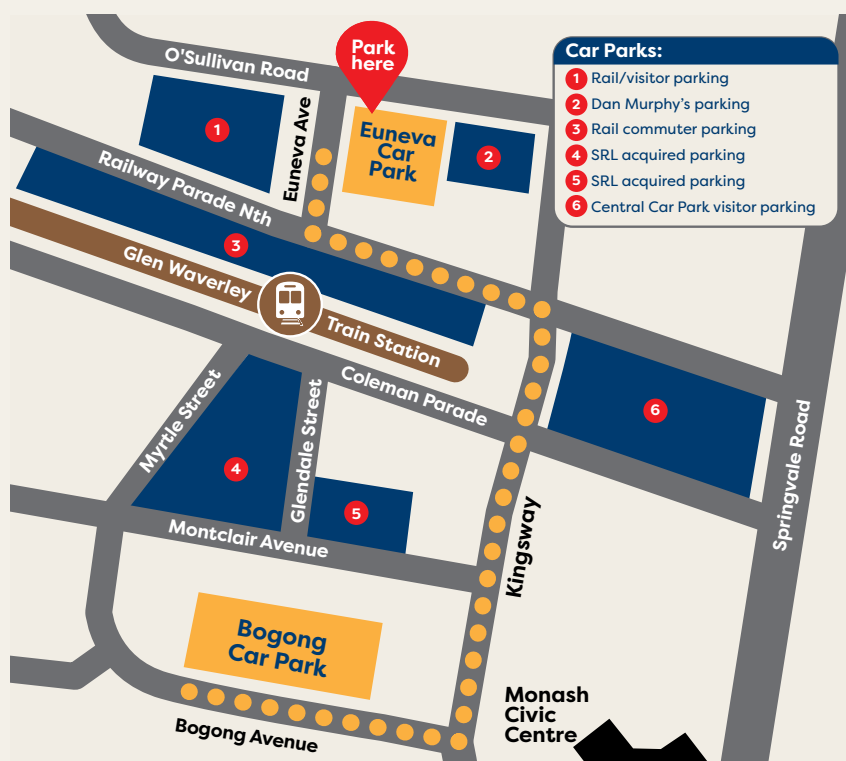 O'Sullivan Road
Park
here
Car Parks:
1 Rail/visitor parking
2 Dan Murphy's parking
3 Rail commuter parking
4 SRL acquired parking
5 SRL acquired parking
6 Central Car Park visitor parking
1
Euneva Ave
Euneva
Car
Park
2
Railway Parade Nth
3
Glen Waverley
Train Station
Coleman Parade
6
Myrtle Street
Glendale Street
4
5
Springvale Road
Kingsway
Montclair Avenue
Bogong
Car Park
Bogong Avenue
Monash
Civic
Centre